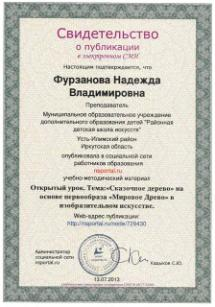 Свидетельство
о публикации
в электронном СМИ
Настоящим подтверждается, что
Фурзанова Надежда
Владимировна
Преподаватель
Муниципальное образовательное учреждение
дополнительного образования детей "Районная
детская школа искусств"
Усть-Илимский район
Иркутская область
опубликовала в социальной сети
работников образования
nsportal.ru
учебно-методический материал
Открытый урок. Тема:«Сказочное дерево» на
основе первообраза «Мировое Древо» в
изобразительном искусстве.
Web-адрес публикации:
http://nsportal.ru/node/729430
Администратор
социальной сети
nsportal.ru
13.07.2013